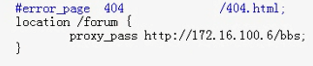 #error_page 404 /404.html;
location /forum {
proxy_pass http://172.16.100.6/bbs;
}